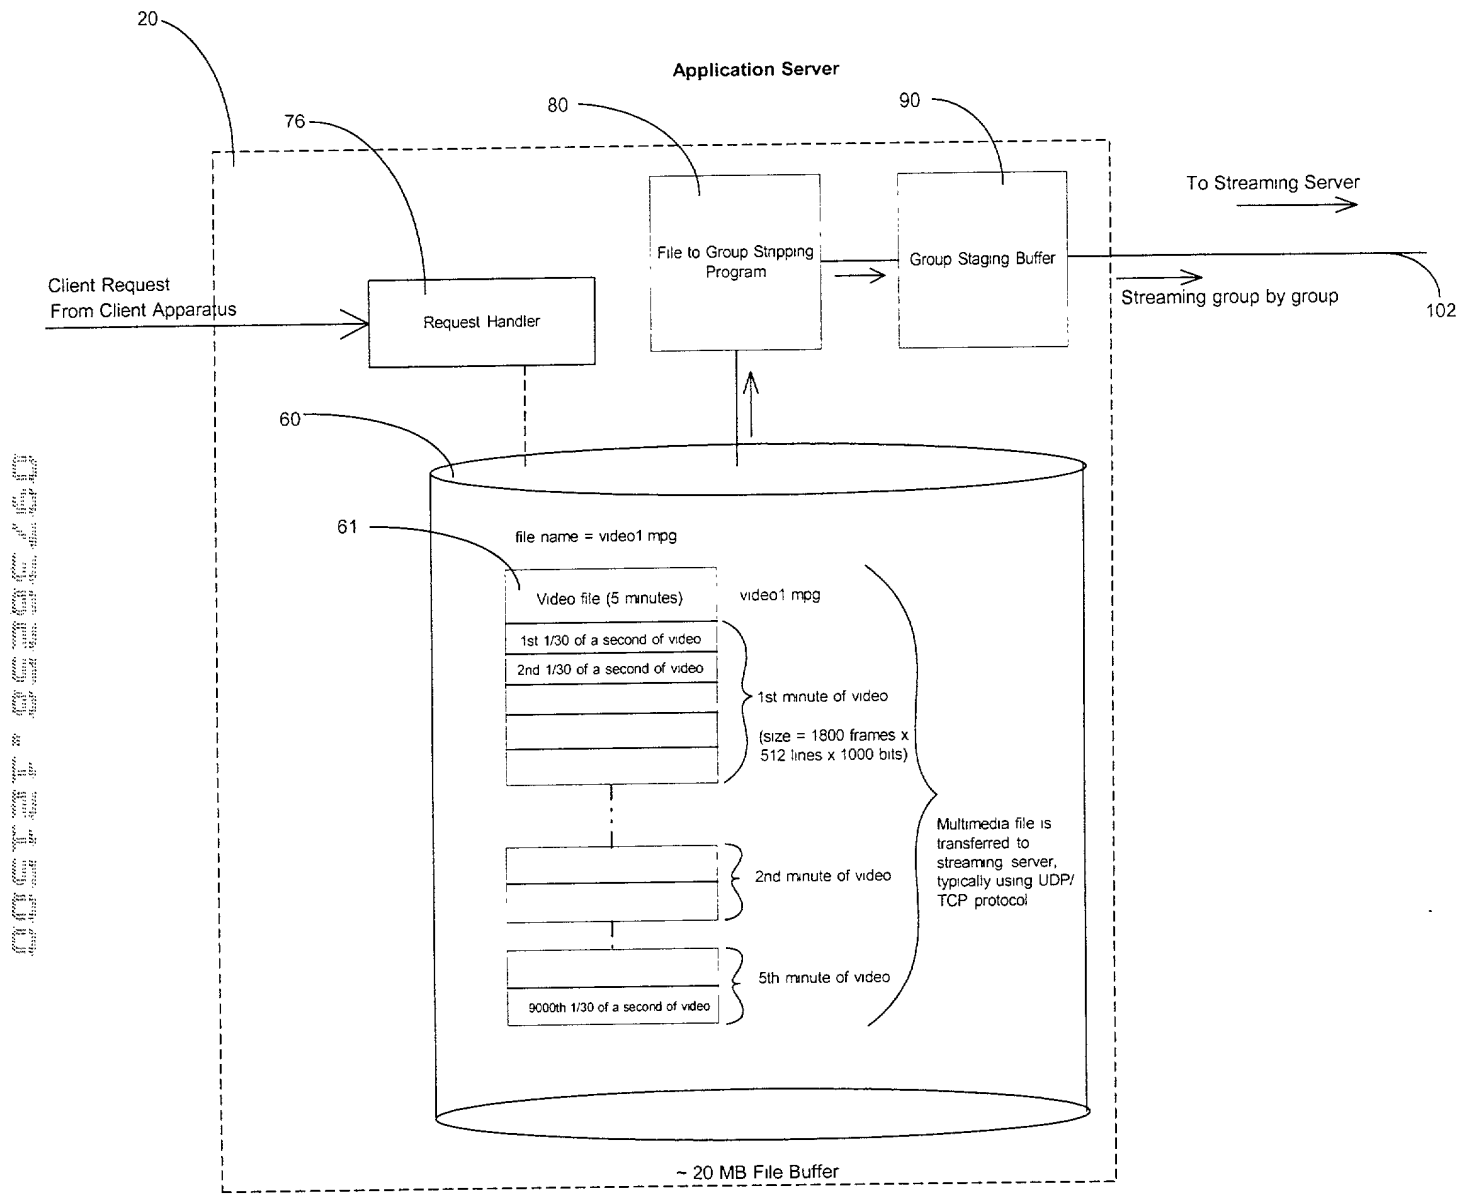 20
Application Server
80
90
76
To Streaming Server
File to Group Stripping
Program
Group Staging Buffer
Client Request
From Client Apparatus
Streaming group by group
102
Request Handler
60
61
file name = video1 mpg
Video file (5 minutes)
video1 mpg
1st 1/30 of a second of video
2nd 1/30 of a second of video
1st minute of video
(size = 1800 frames x
512 lines x 1000 bits)
Multimedia file is
transferred to
streaming server,
typically using UDP/
TCP protocol
2nd minute of video
5th minute of video
9000th 1/30 of a second of video
~ 20 MB File Buffer